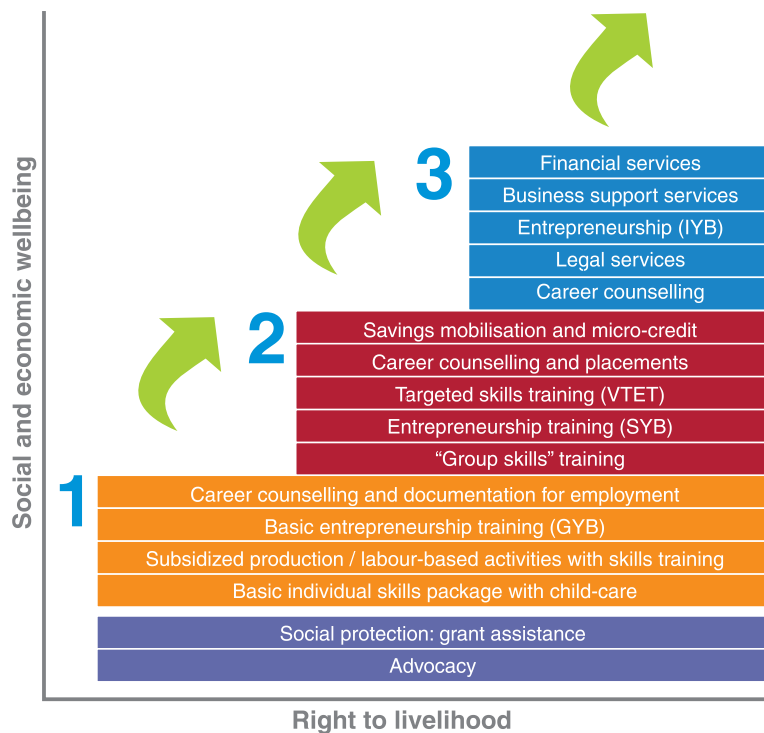 Social and economic wellbeing
3
Financial services
Business support services
Entrepreneurship (IYB)
Legal services
Career counselling
2
Savings mobilisation and micro-credit
Career counselling and placements
Targeted skills training (VTET)
Entrepreneurship training (SYB)
“Group skills” training
1
Career counselling and documentation for employment
Basic entrepreneurship training (GYB)
Subsidized production / labour-based activities with skills training
Basic individual skills package with child-care
Social protection: grant assistance
Advocacy
Right to livelihood